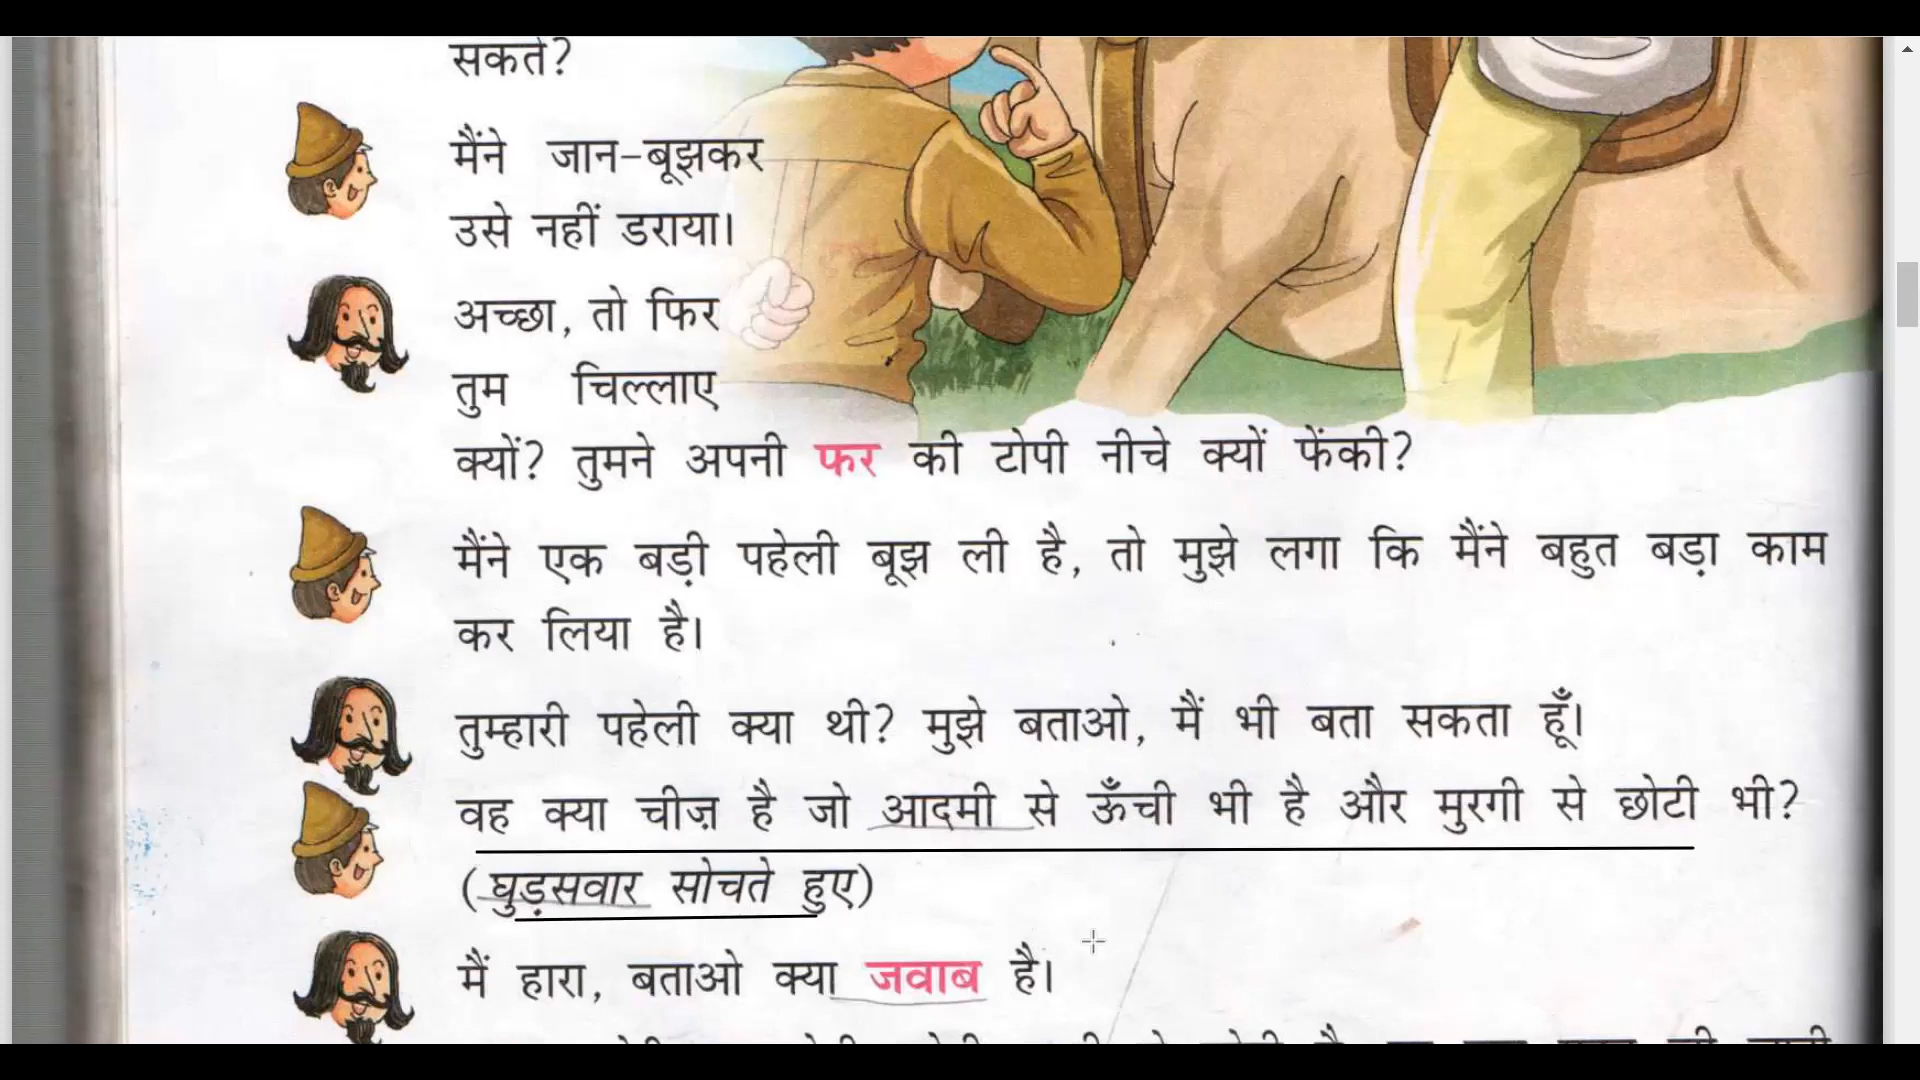 सकते?
मैंने जान-बूझकर
उसे नहीं डराया।
अच्छा, तो फिर
तुम चिल्लाए
क्यों? तुमने अपनी फर की टोपी नीचे क्यों फेंकी?
मैंने एक बड़ी पहेली बूझ ली है, तो मुझे लगा कि मैंने बहुत बड़ा काम
कर लिया है।
तुम्हारी पहेली क्या थी? मुझे बताओ, मैं भी बता सकता हूँ।
वह क्या चीज़ है जो आदमी से ऊँची भी है और मुरगी से छोटी भी?
(घुड़सवार सोचते हुए)
मैं हारा, बताओ क्या जवाब है।